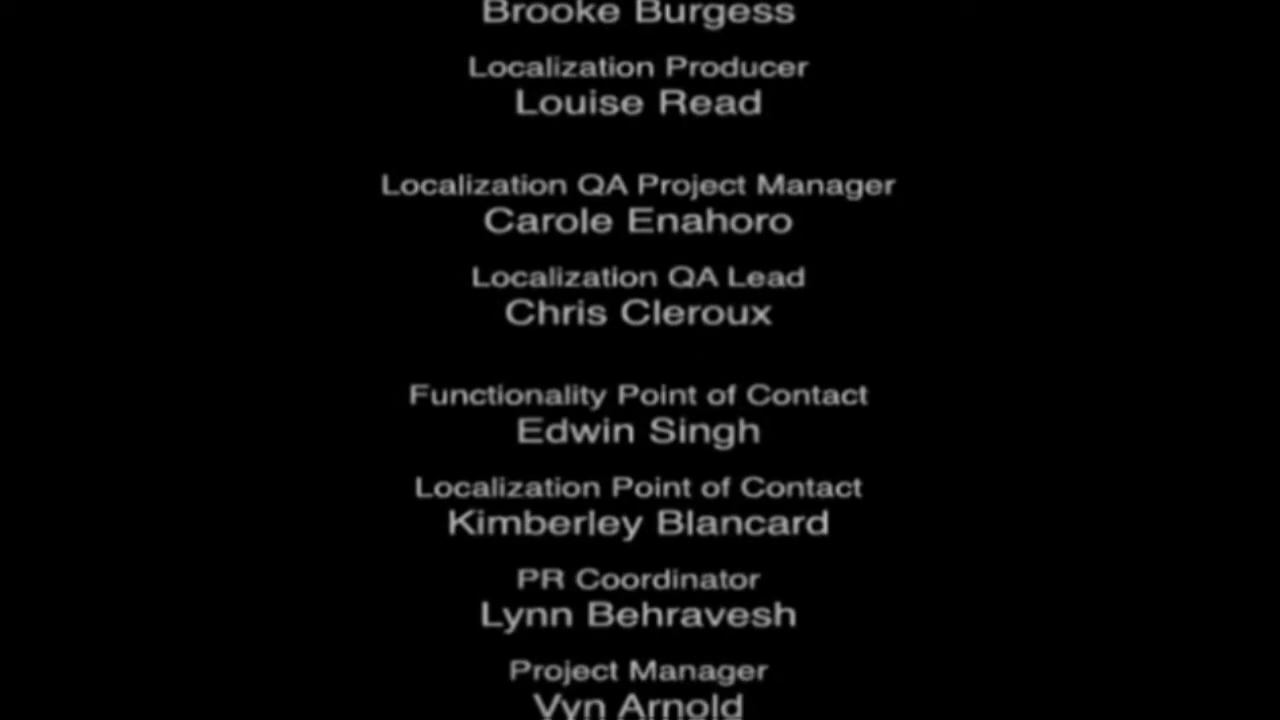 Brooke Burgess
Localization Producer
Louise Read
Localization QA Project Manager
Carole Enahoro
Localization QA Lead
Chris Cleroux
Functionality Point of Contact
Edwin Singh
Localization Point of Contact
Kimberley Blancard
PR Coordinator
Lynn Behravesh
Project Manager
Vyn Arnold